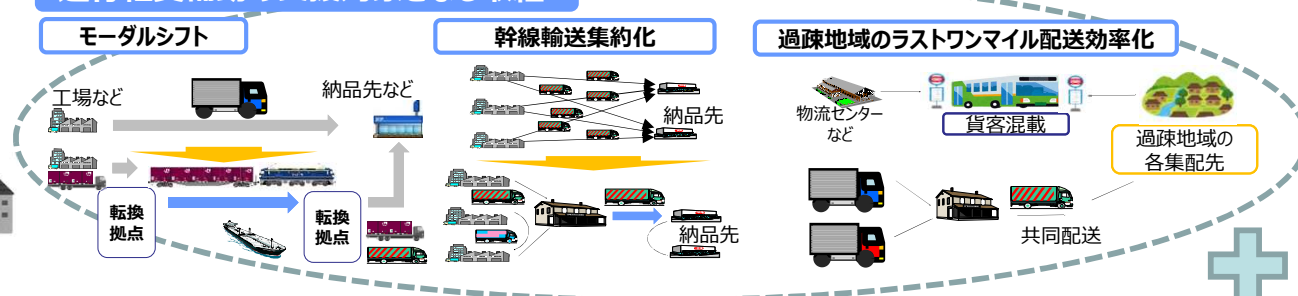 モーダルシフト
幹線輸送集約化
過疎地域のラストワンマイル配送効率化
工場など
納品先など
転換
拠点
転換
拠点
納品先
納品先
物流センター
など
貨客混載
過疎地域の
各集配先
共同配送